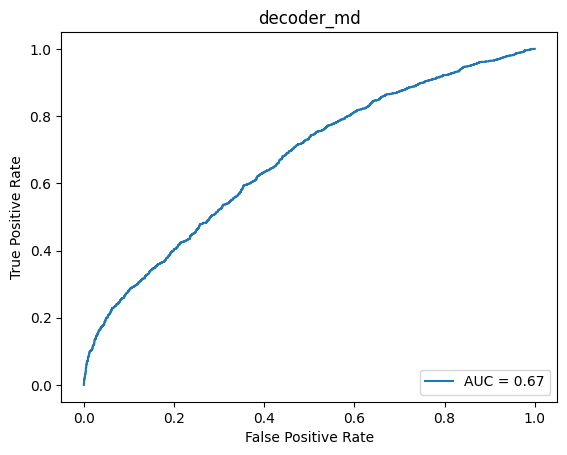 decoder_md
1.0
0.8
0.6
0.4
0.2
0.0
True Positive Rate
AUC = 0.67
0.0 0.2 0.4 0.6 0.8 1.0
False Positive Rate